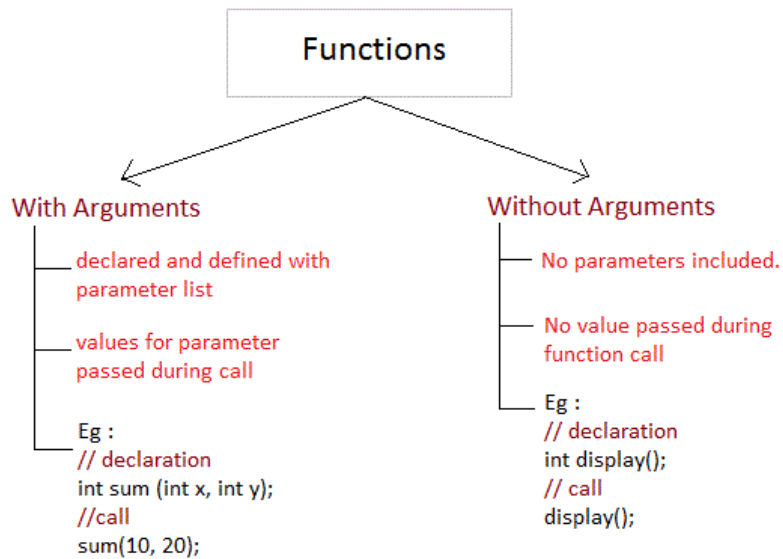 Functions
With Arguments
declared and defined with
parameter list
values for parameter
passed during call
Eg :
// declaration
int sum (int x, int y);
//call
sum(10, 20);
Without Arguments
No parameters included.
No value passed during
function call
Eg :
// declaration
int display();
// call
display();